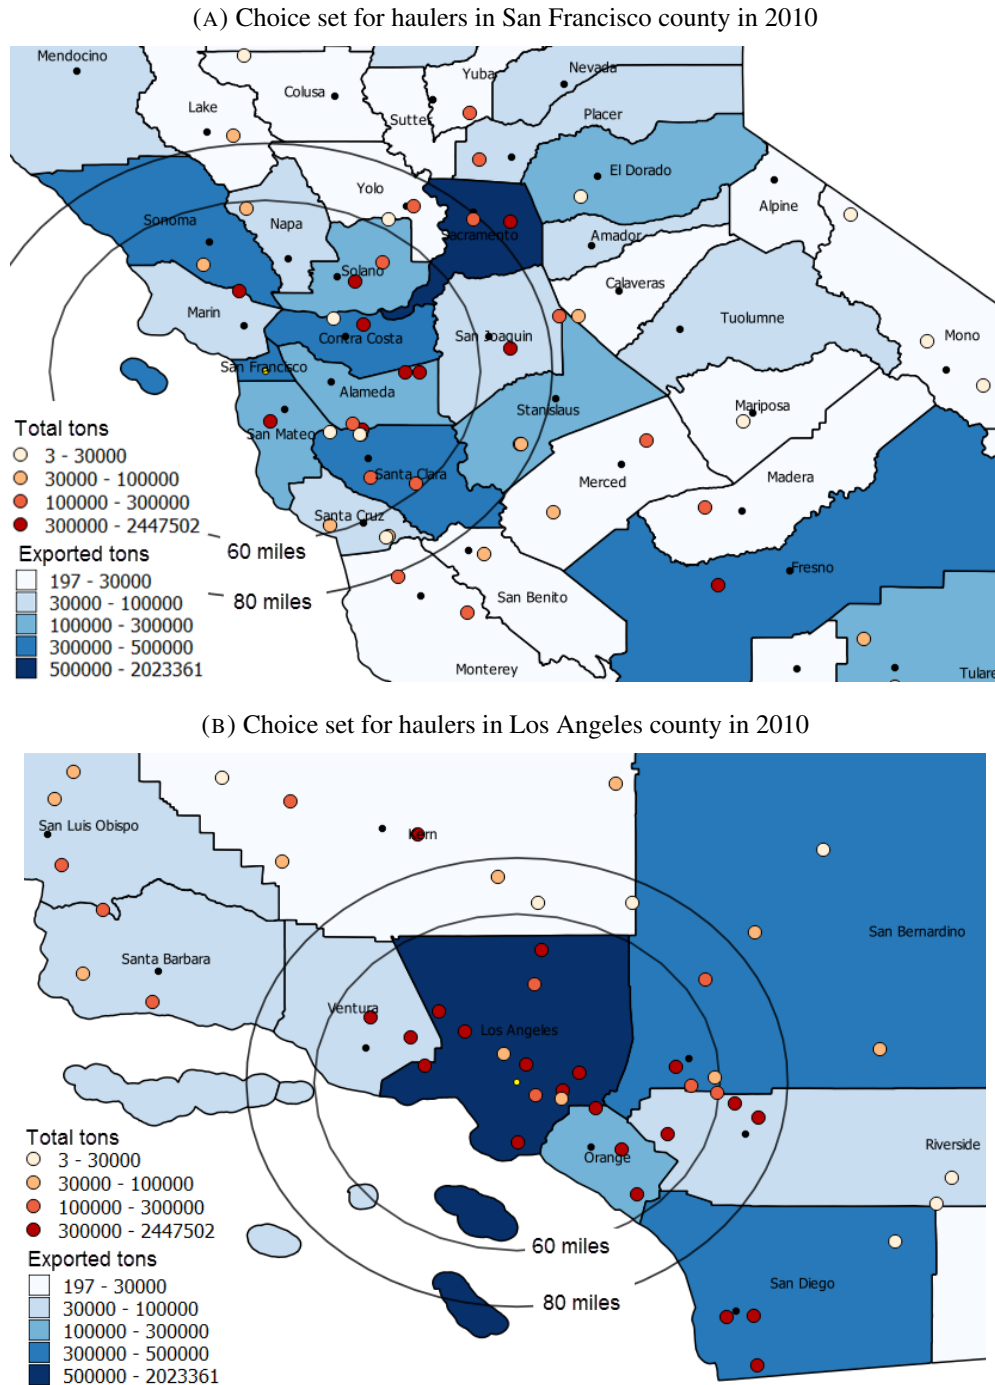 (A) Choice set for haulers in San Francisco county in 2010
Mendocino
Lake
Colusa
Sutter
Yuba
Nevada
Placer
El Dorado
Yolo
Sonoma
Napa
Sacramento
Amador
Alpine
Solano
Calaveras
Marin
Contra Costa
San Joaquin
Tuolumne
Mono
San Francisco
Alameda
Stanislaus
Mariposa
San Mateo
Santa Clara
Merced
Madera
Santa Cruz
Fresno
San Benito
Monterey
Tulare
Total tons
3 - 30000
30000 - 100000
100000 - 300000
300000 - 2447502
60 miles
80 miles
Exported tons
197 - 30000
30000 - 100000
100000 - 300000
300000 - 500000
500000 - 2023361
(B) Choice set for haulers in Los Angeles county in 2010
San Luis Obispo
Kern
San Bernardino
Santa Barbara
Ventura
Los Angeles
Orange
Riverside
San Diego
60 miles
80 miles
Total tons
3 - 30000
30000 - 100000
100000 - 300000
300000 - 2447502
Exported tons
197 - 30000
30000 - 100000
100000 - 300000
300000 - 500000
500000 - 2023361